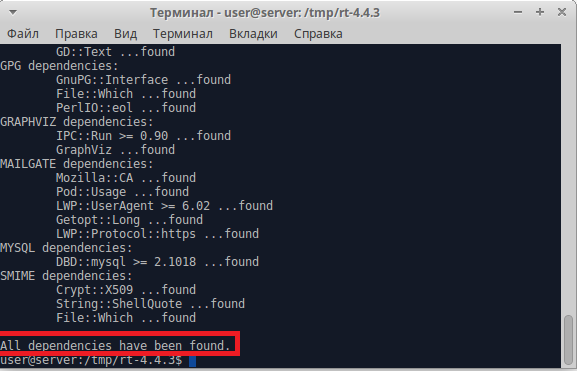 Терминал - user@server: /tmp/rt-4.4.3
Файл Правка Вид Терминал Вкладки Справка
GD::Text ...found
GPG dependencies:
GnuPG::Interface ...found
File::Which ...found
PerlIO::eol ...found
GRAPHVIZ dependencies:
IPC::Run >= 0.90 ...found
GraphViz ...found
MAILGATE dependencies:
Mozilla::CA ...found
Pod::Usage ...found
LWP::UserAgent >= 6.02 ...found
Getopt::Long ...found
LWP::Protocol::https ...found
MYSQL dependencies:
DBD::mysql >= 2.1018 ...found
SMIME dependencies:
Crypt::X509 ...found
String::ShellQuote ...found
File::Which ...found
All dependencies have been found.
user@server:/tmp/rt-4.4.3$